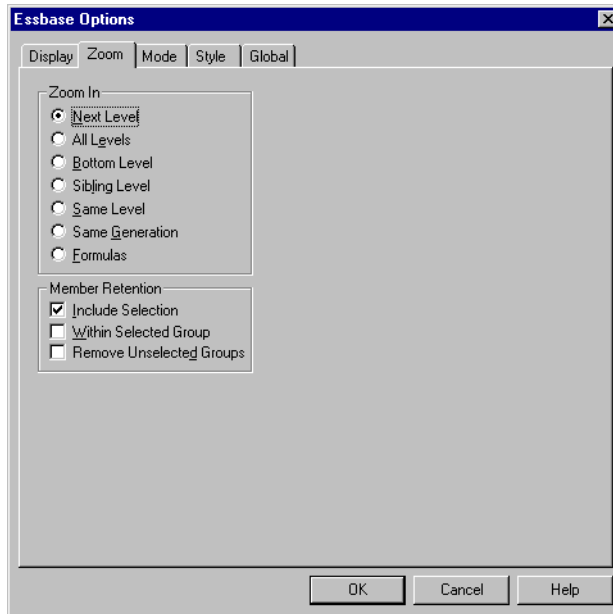 Essbase Options
Display Zoom Mode Style Global
Zoom In
Next Level
All Levels
Bottom Level
Sibling Level
Same Level
Same Generation
Formulas
Member Retention
Include Selection
Within Selected Group
Remove Unselected Groups
OK Cancel Help